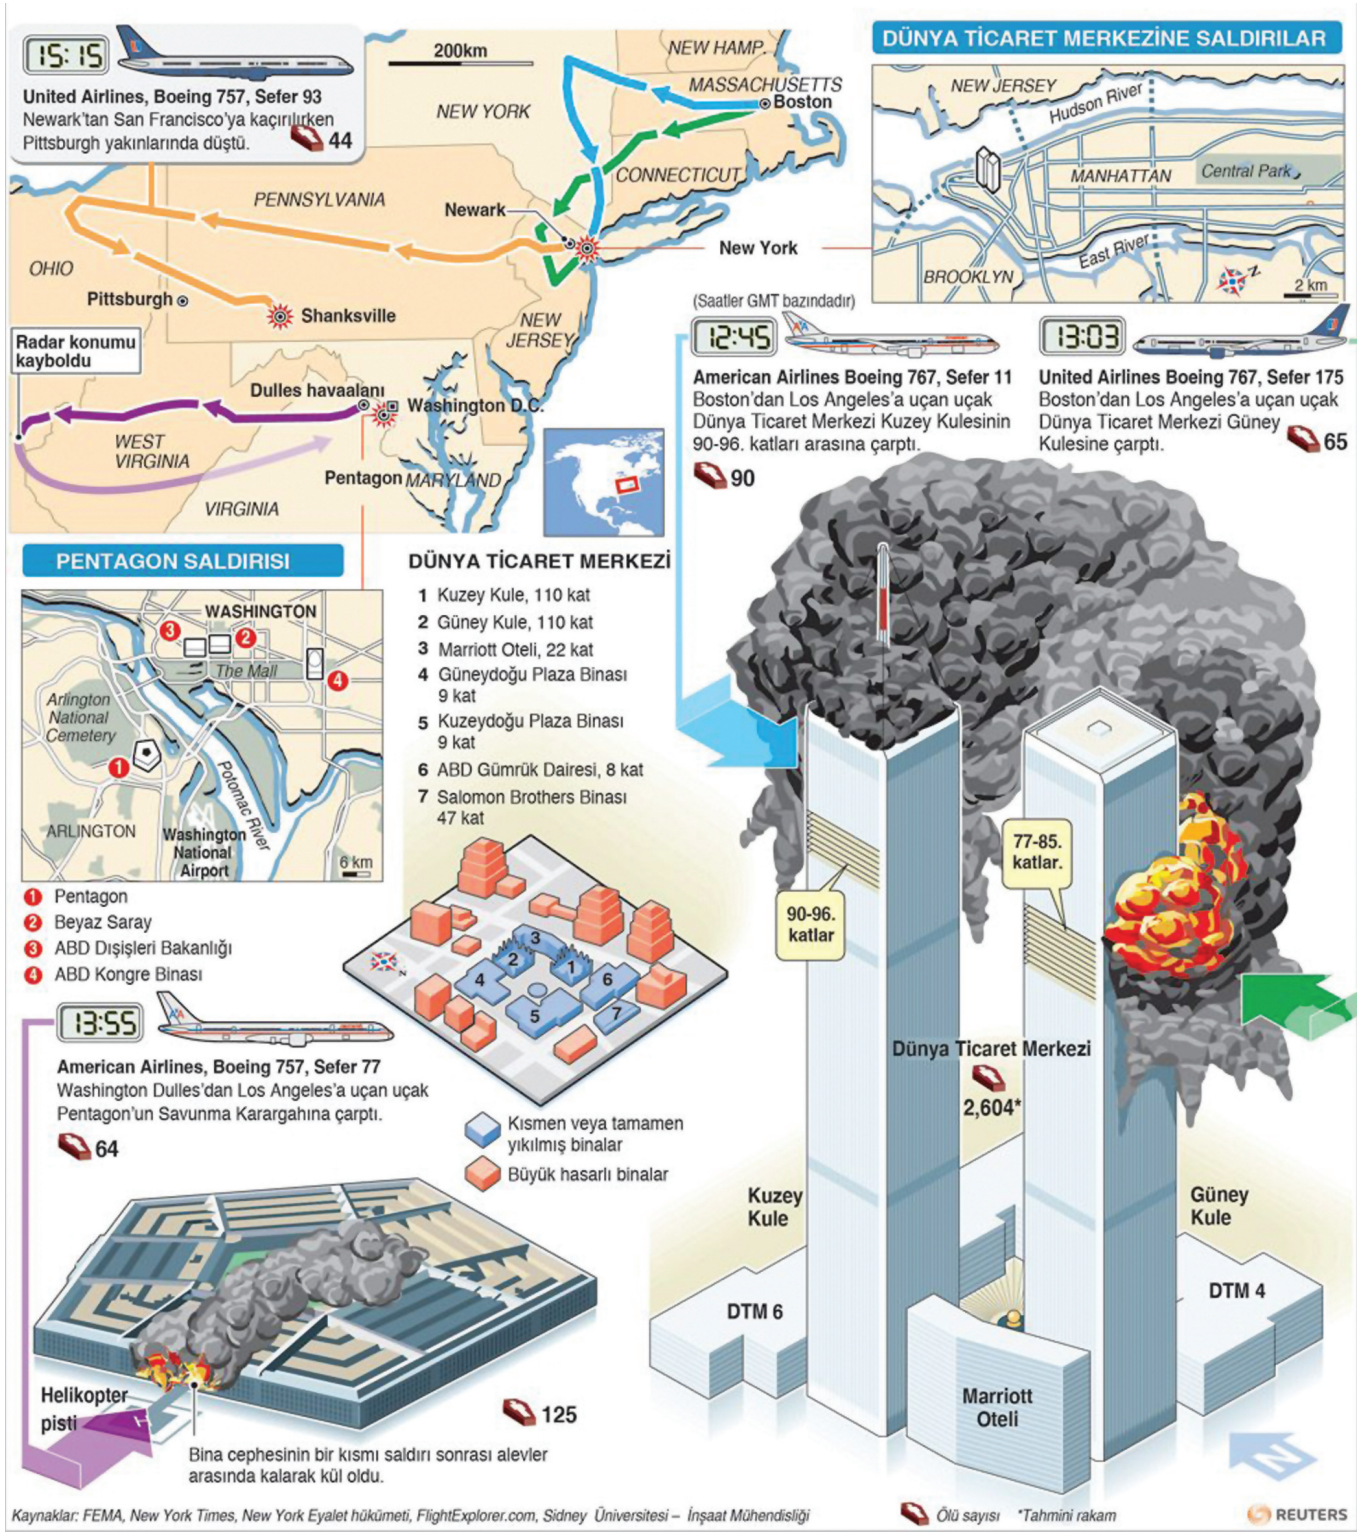 15:15
United Airlines, Boeing 757, Sefer 93
Newark'tan San Francisco'ya kaçırılırken
Pittsburgh yakınlarında düştü.
44
200km
NEW HAMP.
MASSACHUSETTS
Boston
NEW YORK
CONNECTICUT
PENNSYLVANIA
Newark
New York
OHIO
Pittsburgh
Shanksville
NEW
JERSEY
Radar konumu
kayboldu
Dulles havaalanı
Washington D.C.
WEST
VIRGINIA
Pentagon
MARYLAND
VIRGINIA
DÜNYA TİCARET MERKEZİNE SALDIRILAR
NEW JERSEY
Hudson River
MANHATTAN
Central Park
East River
BROOKLYN
N
2 km
(Saatler GMT bazındadır)
12:45
American Airlines Boeing 767, Sefer 11
Boston'dan Los Angeles'a uçan uçak
Dünya Ticaret Merkezi Kuzey Kulesinin
90-96. katları arasına çarptı.
90
13:03
United Airlines Boeing 767, Sefer 175
Boston'dan Los Angeles'a uçan uçak
Dünya Ticaret Merkezi Güney
Kulesine çarptı.
65
PENTAGON SALDIRISI
WASHINGTON
3
2
The Mall
4
Arlington
National
Cemetery
1
Potomac River
ARLINGTON
Washington
National
Airport
6 km
1 Pentagon
2 Beyaz Saray
3 ABD Dışişleri Bakanlığı
4 ABD Kongre Binası
DÜNYA TİCARET MERKEZİ
1 Kuzey Kule, 110 kat
2 Güney Kule, 110 kat
3 Marriott Oteli, 22 kat
4 Güneydoğu Plaza Binası
9 kat
5 Kuzeydoğu Plaza Binası
9 kat
6 ABD Gümrük Dairesi, 8 kat
7 Salomon Brothers Binası
47 kat
3
2
1
4
6
5
7
N
Kısmen veya tamamen
yıkılmış binalar
Büyük hasarlı binalar
13:55
American Airlines, Boeing 757, Sefer 77
Washington Dulles'dan Los Angeles'a uçan uçak
Pentagon'un Savunma Karargahına çarptı.
64
Helikopter
pisti
H
125
Bina cephesinin bir kısmı saldırı sonrası alevler
arasında kalarak kül oldu.
90-96.
katlar
77-85.
katlar.
Dünya Ticaret Merkezi
2,604*
Kuzey
Kule
Güney
Kule
DTM 6
DTM 4
Marriott
Oteli
N
Kaynaklar: FEMA, New York Times, New York Eyalet hükümeti, FlightExplorer.com, Sidney Üniversitesi – İnşaat Mühendisliği
Ölü sayısı *Tahmini rakam
REUTERS